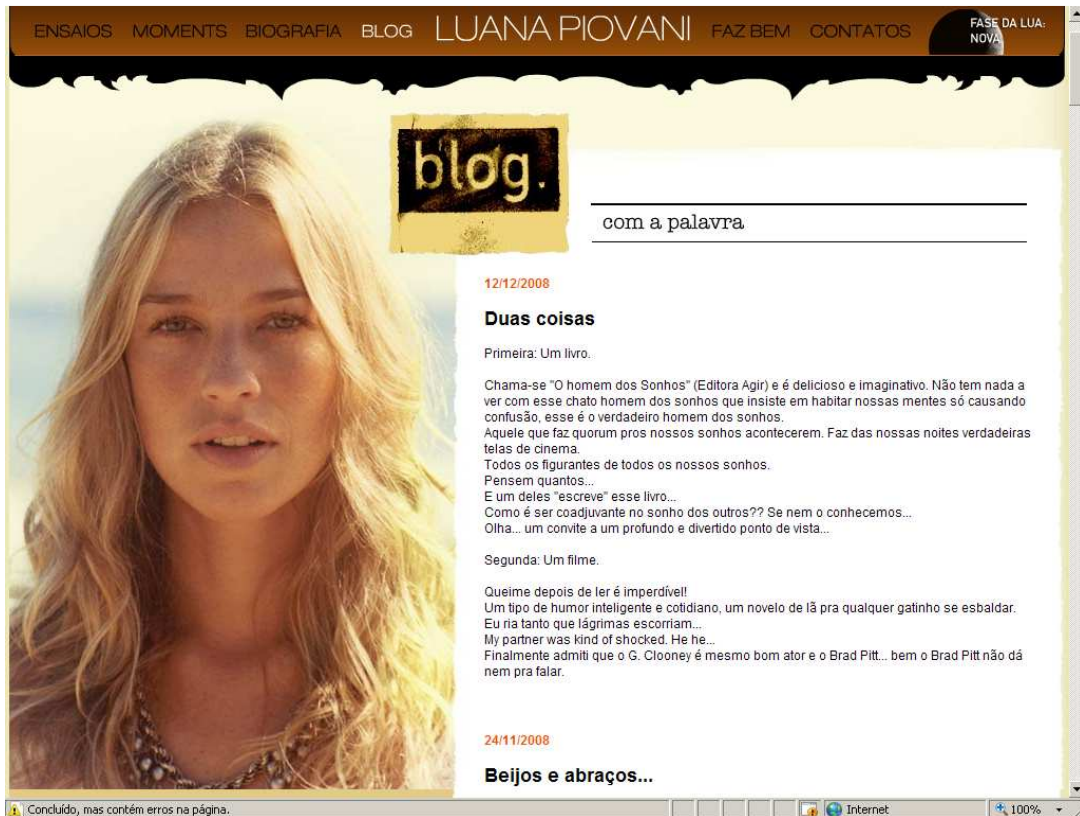 ENSAIOS MOMENTS BIOGRAFIA BLOG LUANA PIOVANI FAZ BEM CONTATOS FASE DA LUA:
NOVA
blog.
com a palavra
12/12/2008
Duas coisas
Primeira: Um livro.
Chama-se "O homem dos Sonhos" (Editora Agir) e é delicioso e imaginativo. Não tem nada a
ver com esse chato homem dos sonhos que insiste em habitar nossas mentes só causando
confusão, esse é o verdadeiro homem dos sonhos.
Aquele que faz quorum pros nossos sonhos acontecerem. Faz das nossas noites verdadeiras
telas de cinema.
Todos os figurantes de todos os nossos sonhos.
Pensem quantos...
E um deles "escreve" esse livro...
Como é ser coadjuvante no sonho dos outros?? Se nem o conhecemos...
Olha... um convite a um profundo e divertido ponto de vista...
Segunda: Um filme.
Queime depois de ler é imperdível!
Um tipo de humor inteligente e cotidiano, um novelo de lã pra qualquer gatinho se esbaldar.
Eu ria tanto que lágrimas escorriam...
My partner was kind of shocked. He he...
Finalmente admiti que o G. Clooney é mesmo bom ator e o Brad Pitt... bem o Brad Pitt não dá
nem pra falar.
24/11/2008
Beijos e abraços...
Concluído, mas contém erros na página. Internet 100%